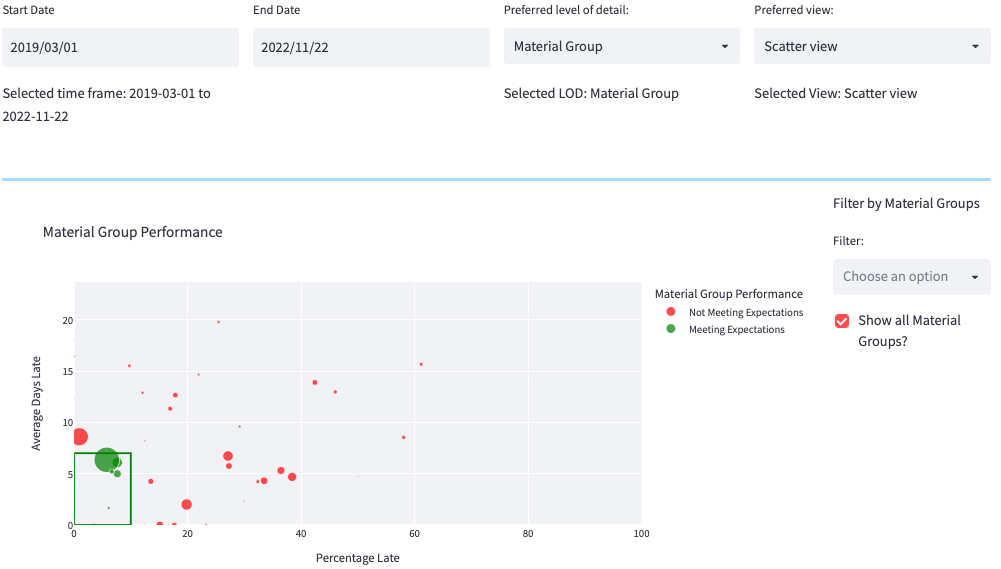 Start Date
End Date
Preferred level of detail:
Preferred view:
2019/03/01
2022/11/22
Material Group
Scatter view
Selected time frame: 2019-03-01 to
2022-11-22
Selected LOD: Material Group
Selected View: Scatter view
Filter by Material Groups
Filter:
Choose an option
Show all Material
Groups?
Material Group Performance
Material Group Performance
Not Meeting Expectations
Meeting Expectations
Average Days Late
20
15
10
5
0
0
20
40
60
80
100
Percentage Late